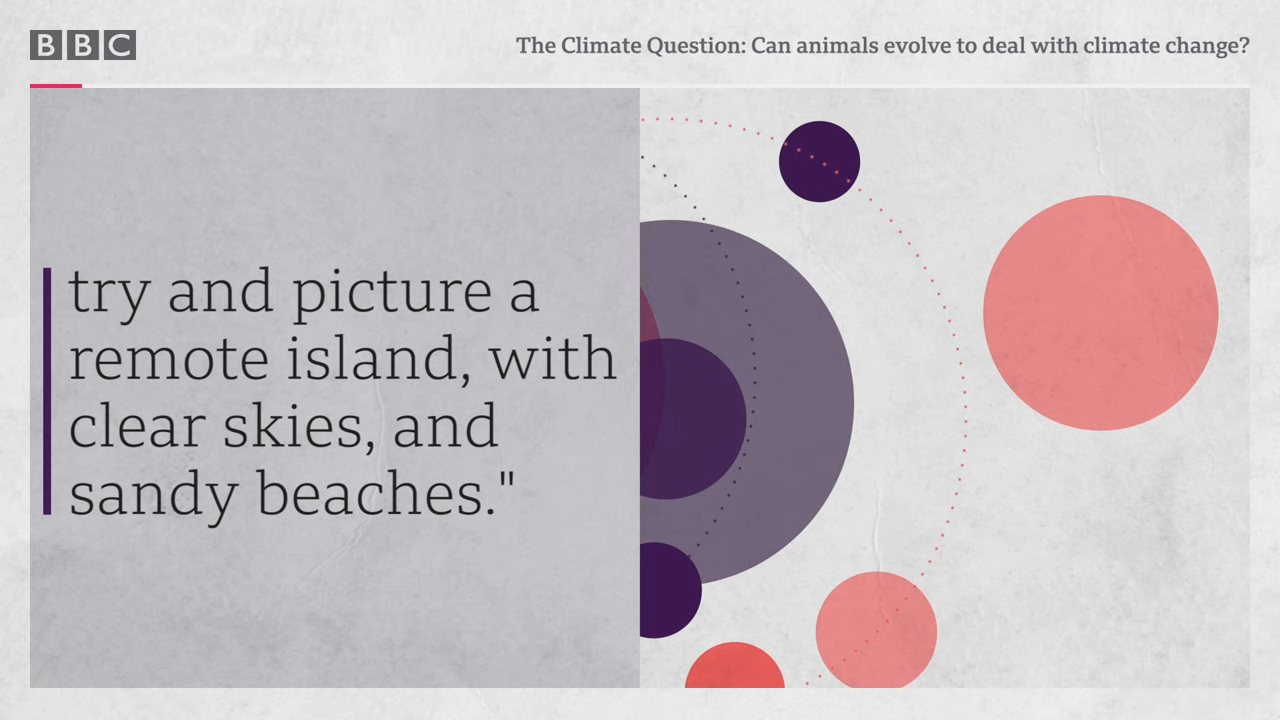 BBC
The Climate Question: Can animals evolve to deal with climate change?
try and picture a
remote island, with
clear skies, and
sandy beaches."